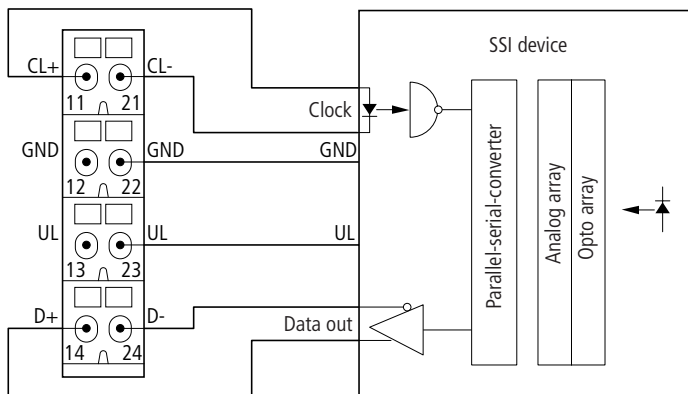 SSI device
CL+ CL-
11 21
Clock
GND GND GND
12 22
UL UL UL
13 23
D+ D-
14 24
Data out
Parallel-serial-converter
Analog array
Opto array